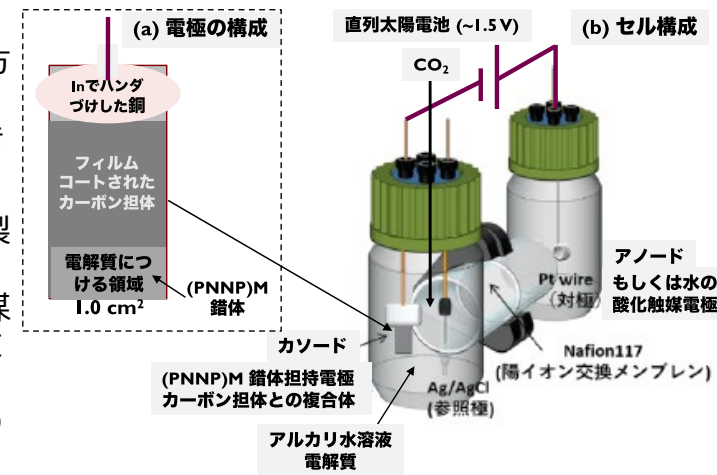 (a) 電極の構成
Inでハンダ
づけした銅
フィルム
コートされた
カーボン担体
電解質につ
ける領域
1.0 cm²
(PNNP)M
錯体
直列太陽電池 (~1.5 V)
(b) セル構成
CO₂
アノード
もしくは水の
酸化触媒電極
Pt wire
(対極)
カソード
(PNNP)M 錯体担持電極
カーボン担体との複合体
Ag/AgCl
(参照極)
Nafion117
(陽イオン交換メンブレン)
アルカリ水溶液
電解質
製
媒